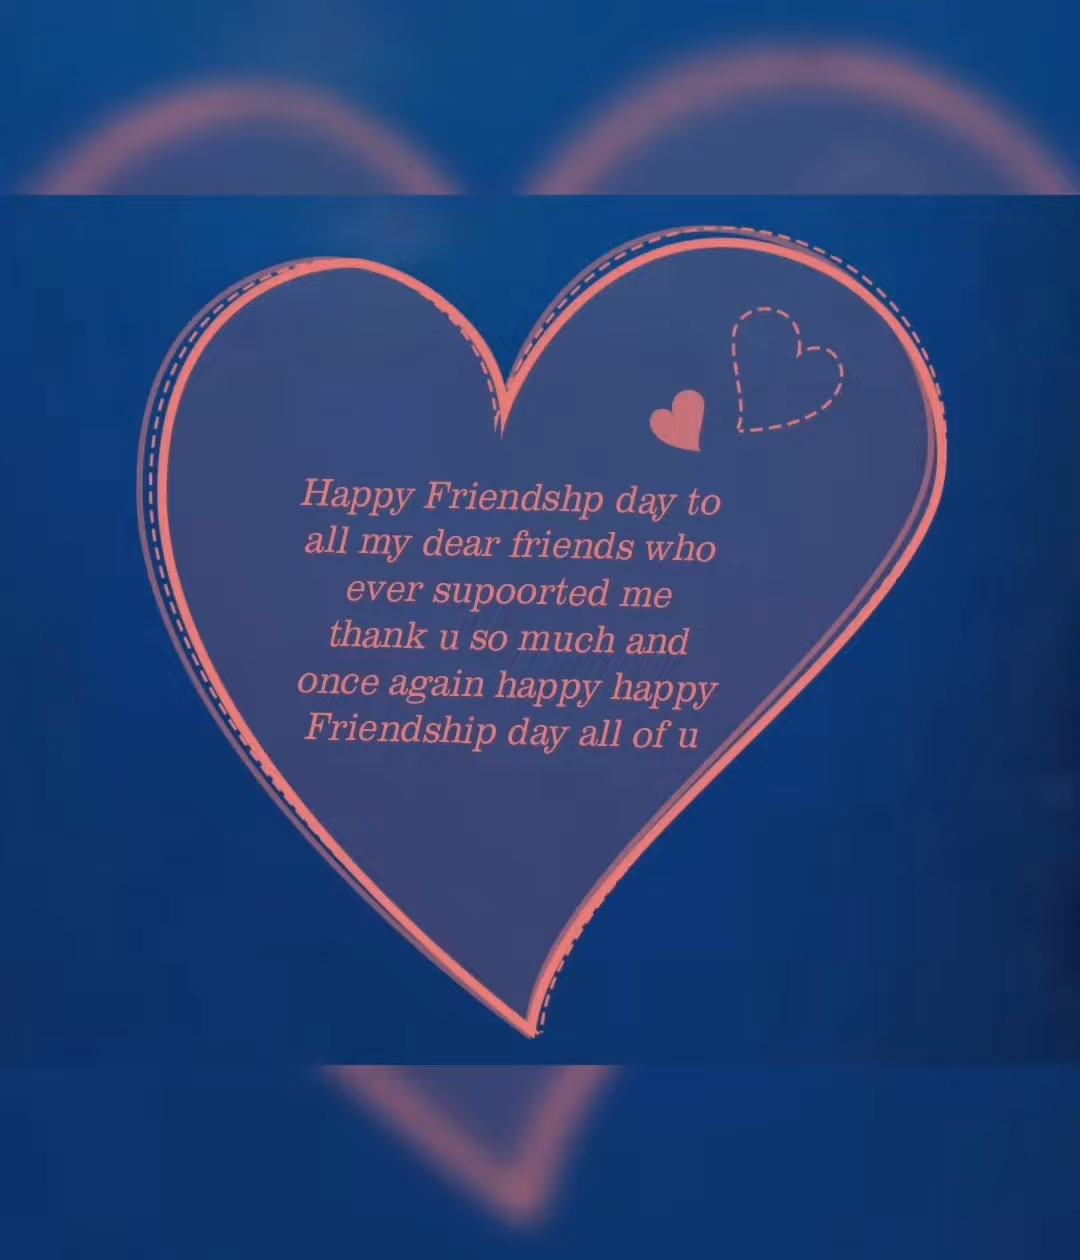 Happy Friendshp day to
all my dear friends who
ever supoorted me
thank u so much and
once again happy happy
Friendship day all of u